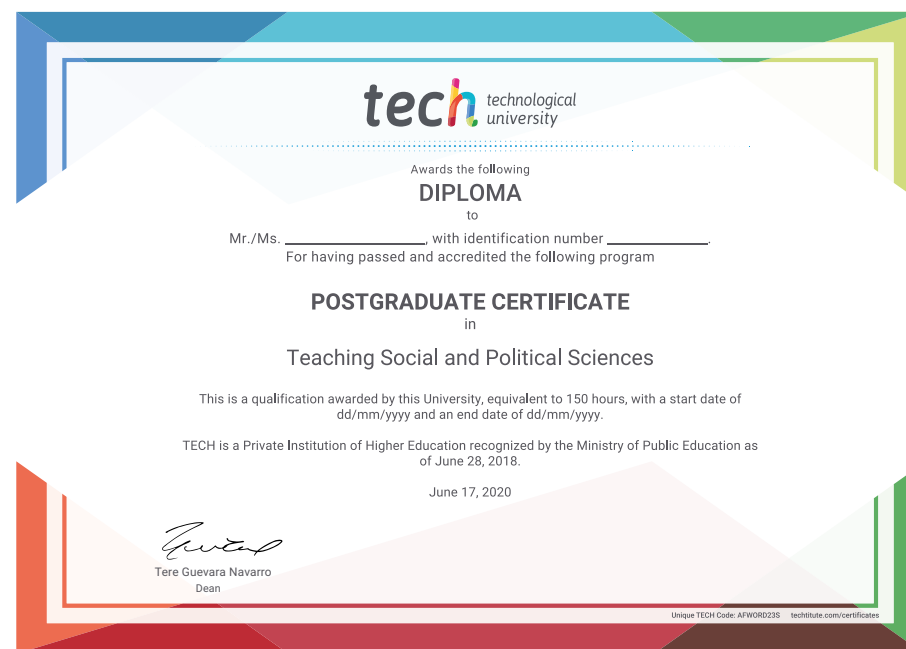 tech technological
university
Awards the following
DIPLOMA
to
Mr./Ms. ____________________, with identification number ______________.
For having passed and accredited the following program
POSTGRADUATE CERTIFICATE
in
Teaching Social and Political Sciences
This is a qualification awarded by this University, equivalent to 150 hours, with a start date of
dd/mm/yyyy and an end date of dd/mm/yyyy.
TECH is a Private Institution of Higher Education recognized by the Ministry of Public Education as
of June 28, 2018.
June 17, 2020
Tere Guevara Navarro
Dean
Unique TECH Code: AFWORD23S techtitute.com/certificates